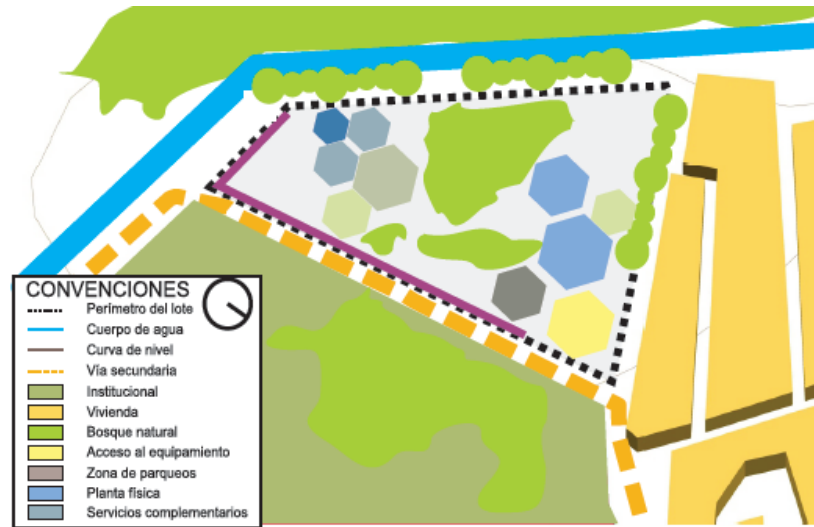 CONVENCIONES
Perímetro del lote
Cuerpo de agua
Curva de nivel
Vía secundaria
Institucional
Vivienda
Bosque natural
Acceso al equipamiento
Zona de parqueos
Planta física
Servicios complementarios